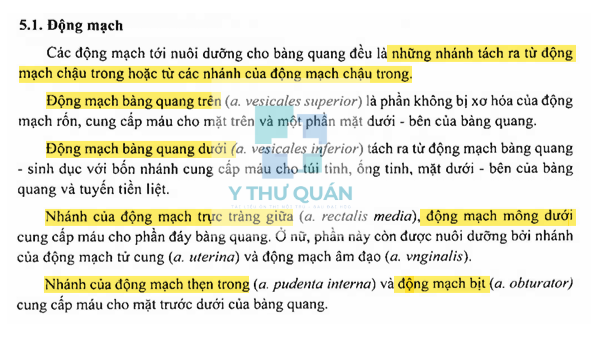 5.1. Động mạch
Các động mạch tới nuôi dưỡng cho bàng quang đều là những nhánh tách ra từ động
mạch chậu trong hoặc từ các nhánh của động mạch chậu trong.
Động mạch bàng quang trên (a. vesicales superior) là phần không bị xơ hóa của động
mạch rốn, cung cấp máu cho mặt trên và một phần mặt dưới - bên của bàng quang.
Động mạch bàng quang dưới (a. vesicales inferior) tách ra từ động mạch bàng quang
- sinh dục với bốn nhánh cung cấp máu cho túi tinh, ống tinh, mặt dưới - bên của bàng
quang và tuyến tiền liệt.
Y THƯ QUÁN
Nhánh của động mạch trực tràng giữa (a. rectalis media), động mạch mông dưới
cung cấp máu cho phần đáy bàng quang. Ở nữ, phần này còn được nuôi dưỡng bởi nhánh
của động mạch tử cung (a. uterina) và động mạch âm đạo (a. vnginalis).
Nhánh của động mạch thẹn trong (a. pudenta interna) và động mạch bịt (a. obturator)
cung cấp máu cho mặt trước dưới của bàng quang.